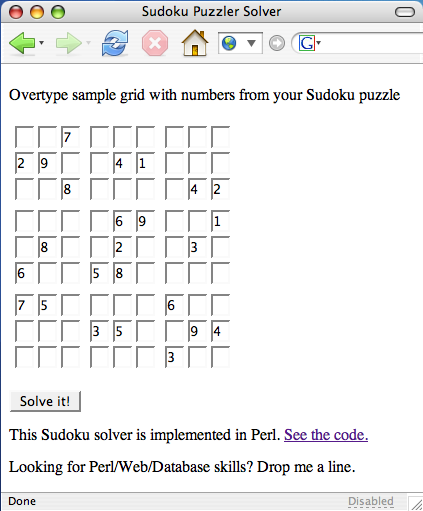 Sudoku Puzzler Solver
G
Overtype sample grid with numbers from your Sudoku puzzle
7
2 9 4 1
8 4 2
6 9 1
8 2 3
6 5 8
7 5 6
3 5 9 4
3
Solve it!
This Sudoku solver is implemented in Perl. See the code.
Looking for Perl/Web/Database skills? Drop me a line.
Done Disabled